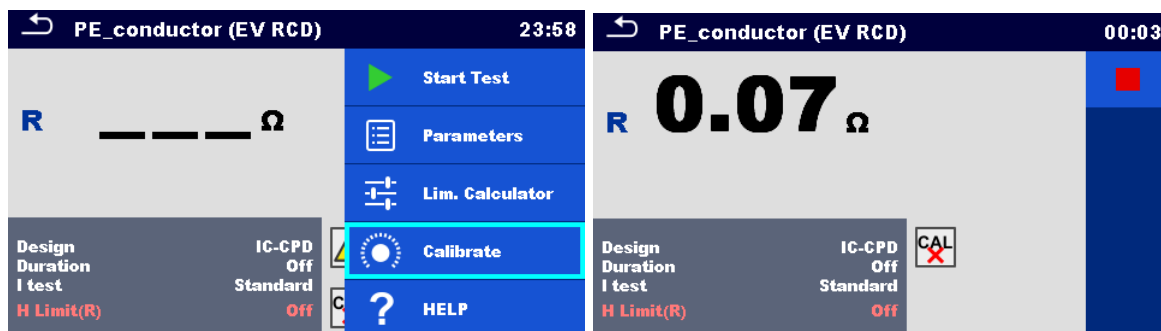 PE_conductor (EV RCD) 23:58
Start Test
R ___ Ω
Parameters
Lim. Calculator
Design IC-CPD
Duration Off
I test Standard
H Limit(R) Off
Calibrate
HELP
PE_conductor (EV RCD) 00:03
R 0.07 Ω
Design IC-CPD
Duration Off
I test Standard
H Limit(R) Off
CAL